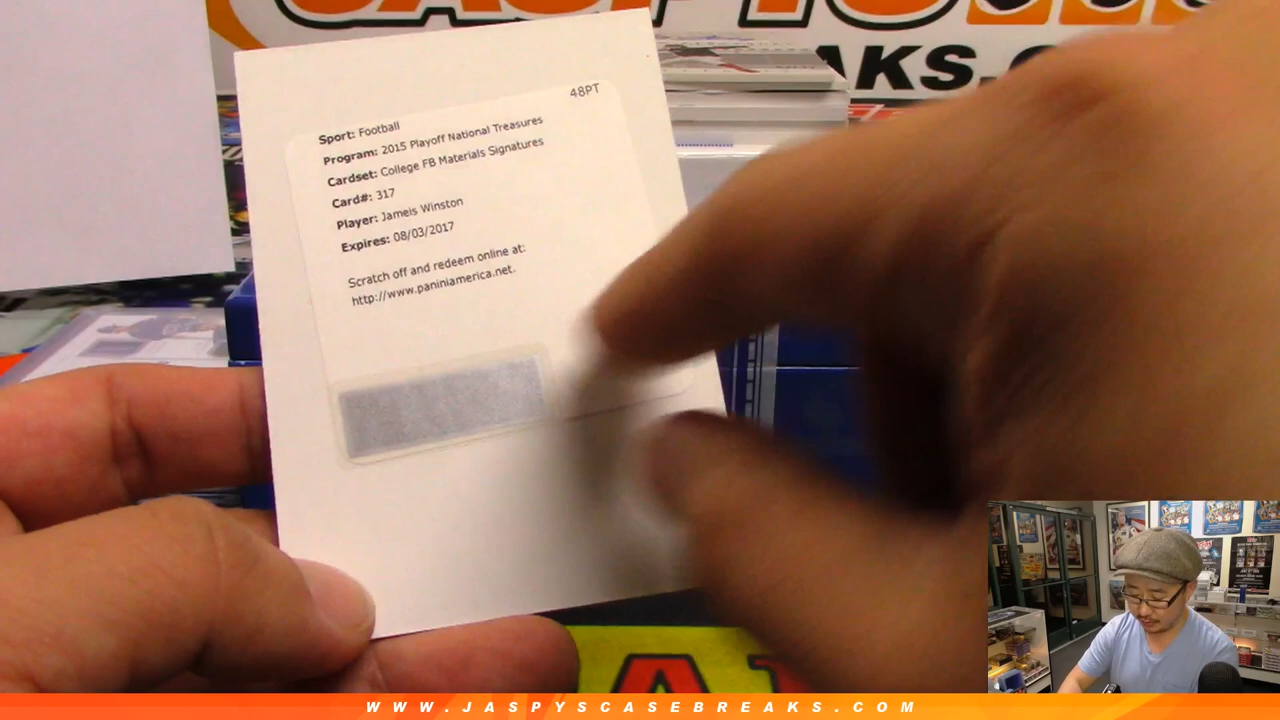 AKS.C
48PT
Sport: Football
Program: 2015 Playoff National Treasures
Cardset: College FB Materials Signatures
Card#: 317
Player: Jameis Winston
Expires: 08/03/2017
Scratch off and redeem online at:
http://www.paniniamerica.net.
WWW.JASPYSCASEBREAKS.COM